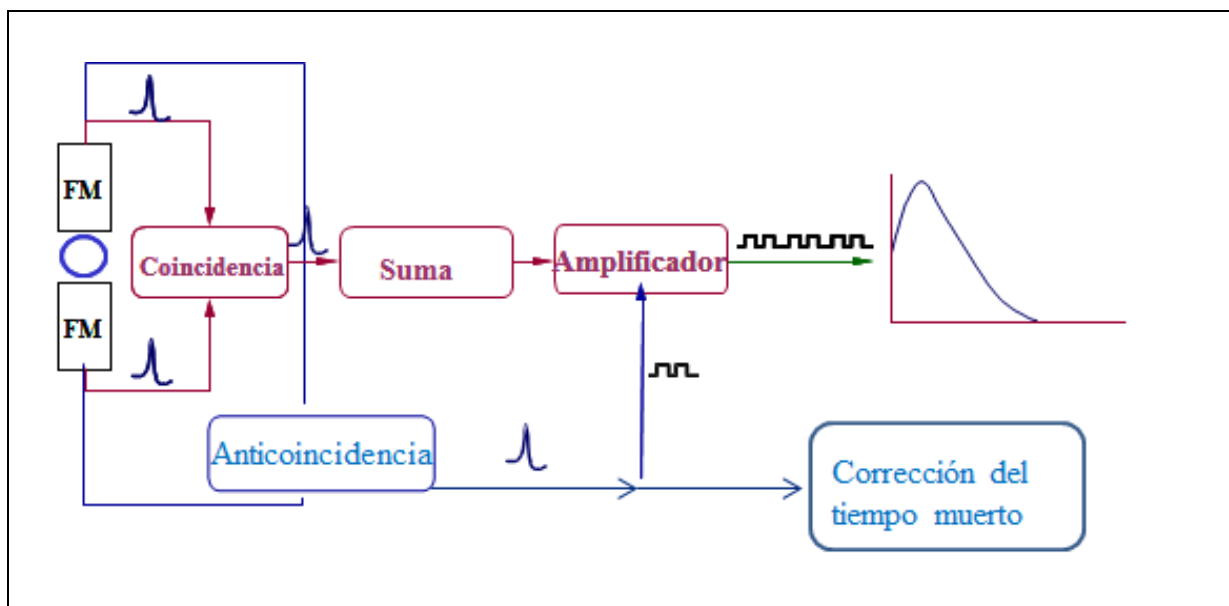 FM
Coincidencia
Suma
Amplificador
FM
Anticoincidencia
Corrección del
tiempo muerto